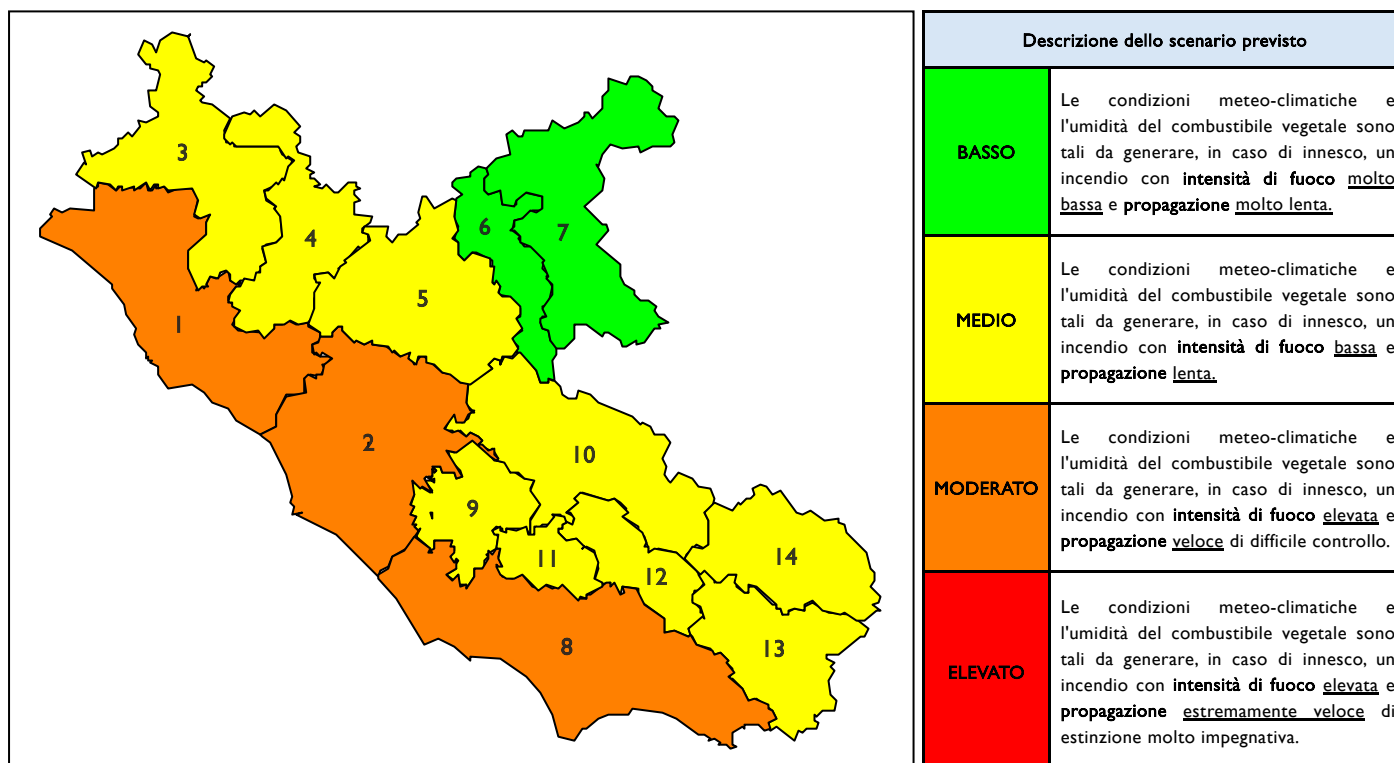 3
4
6
7
5
1
2
10
9
11
12
14
8
13
Descrizione dello scenario previsto
BASSO
Le condizioni meteo-climatiche e
l'umidità del combustibile vegetale sono
tali da generare, in caso di innesco, un
incendio con intensità di fuoco molto
bassa e propagazione molto lenta.
MEDIO
Le condizioni meteo-climatiche e
l'umidità del combustibile vegetale sono
tali da generare, in caso di innesco, un
incendio con intensità di fuoco bassa e
propagazione lenta.
MODERATO
Le condizioni meteo-climatiche e
l'umidità del combustibile vegetale sono
tali da generare, in caso di innesco, un
incendio con intensità di fuoco elevata e
propagazione veloce di difficile controllo.
ELEVATO
Le condizioni meteo-climatiche e
l'umidità del combustibile vegetale sono
tali da generare, in caso di innesco, un
incendio con intensità di fuoco elevata e
propagazione estremamente veloce di
estinzione molto impegnativa.